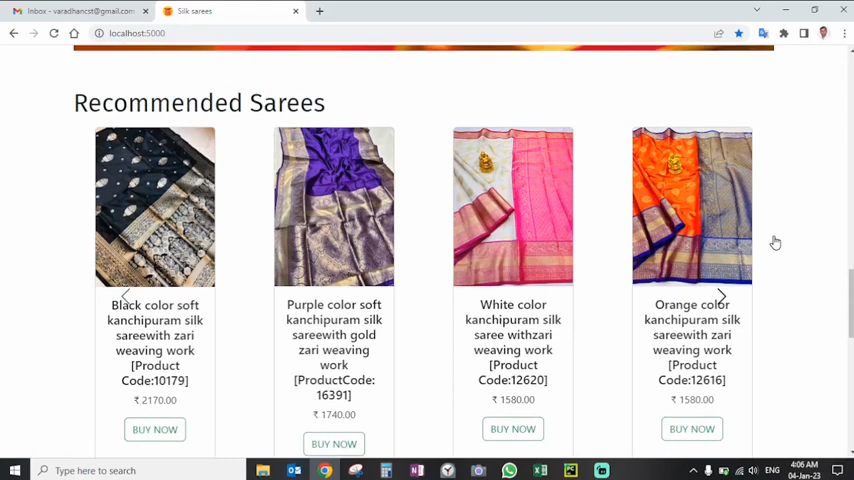 Inbox - varadhancst@gmail.com
Silk sarees
localhost:5000
Recommended Sarees
Black color soft
kanchipuram silk
sareewith zari
weaving work
[Product
Code:10179]
₹ 2170.00
BUY NOW
Purple color soft
kanchipuram silk
sareewith gold
zari weaving
work
[ProductCode:
16391]
₹ 1740.00
BUY NOW
White color
kanchipuram silk
saree withzari
weaving work
[Product
Code:12620]
₹ 1580.00
BUY NOW
Orange color
kanchipuram silk
sareewith zari
weaving work
[Product
Code:12616]
₹ 1580.00
BUY NOW
Type here to search
ENG
4:06 AM
04-Jan-23